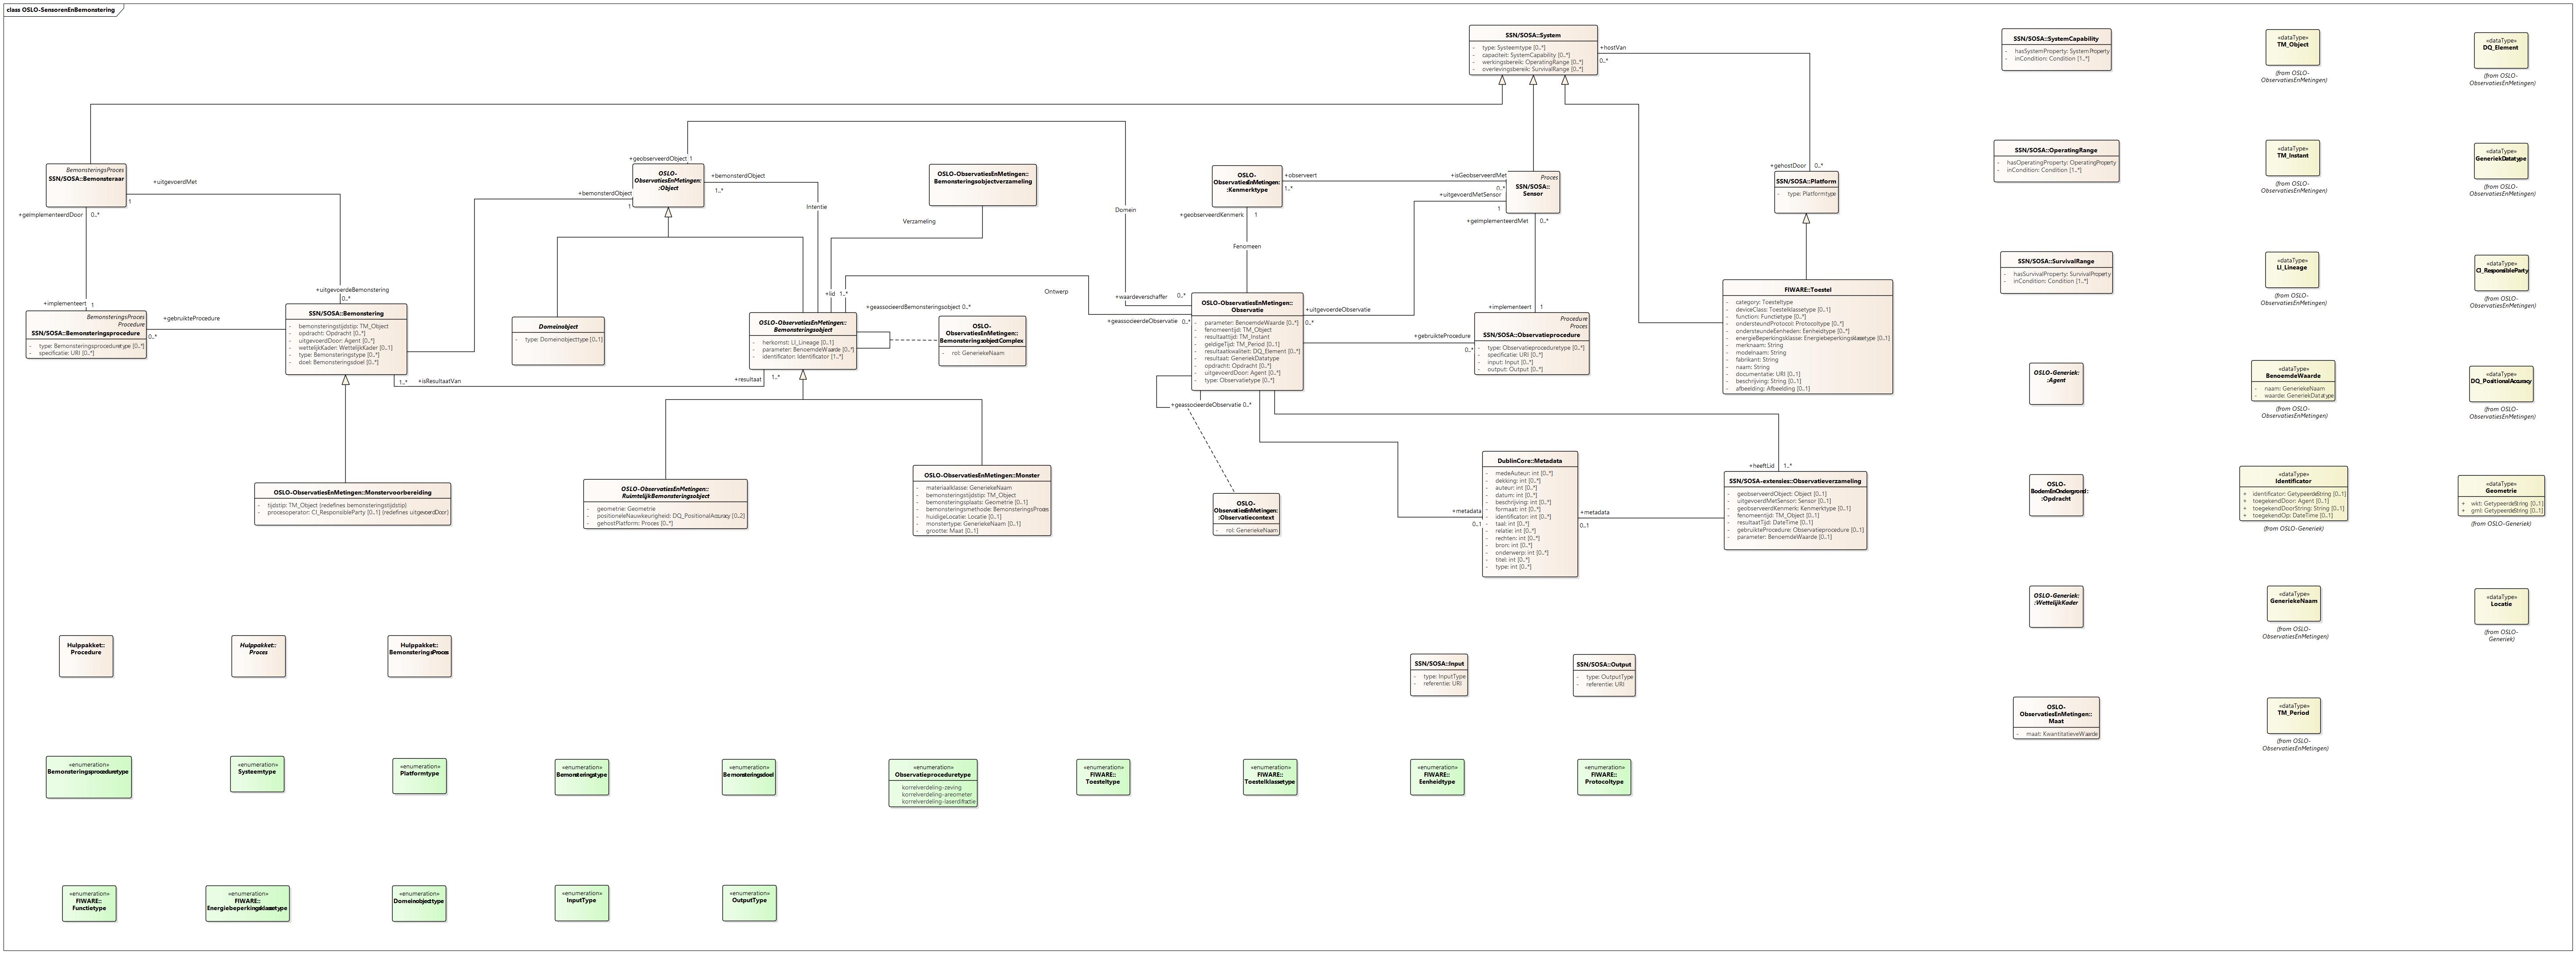 class OSLO-SensorenEnBemonstering
SSN/SOSA::System
- type: Systeemtype [0..*]
- capaciteit: SystemCapability [0..*]
- werkingsbereik: OperatingRange [0..*]
- overlevingsbereik: SurvivalRange [0..*]
+hostVan
0..*
SSN/SOSA::SystemCapability
- hasSystemProperty: SystemProperty
- inCondition: Condition [1..*]
«dataType»
TM_Object
(from OSLO-
ObservatiesEnMetingen)
«dataType»
DQ_Element
(from OSLO-
ObservatiesEnMetingen)
BemonsteringsProces
SSN/SOSA::Bemonsteraar
+uitgevoerdMet
1
+geimplementeerdDoor
0..*
+geobserveerdObject 1
OSLO-
ObservatiesEnMetingen:
:Object
+bemonsterdObject
1
+bemonsterdObject
1..*
Intentie
OSLO-ObservatiesEnMetingen::
Bemonsteringsobjectverzameling
Verzameling
Domein
OSLO-
ObservatiesEnMetingen:
:Kenmerktype
+observeert
1..*
+geobserveerdKenmerk 1
Fenomeen
+isGeobserveerdMet
0..*
+uitgevoerdMetSensor
1
Proces
SSN/SOSA::
Sensor
+geïmplementeerdMet
0..*
+gehostDoor 0..*
SSN/SOSA::Platform
- type: Platformtype
SSN/SOSA::OperatingRange
- hasOperatingProperty: OperatingProperty
- inCondition: Condition [1..*]
«dataType»
TM_Instant
(from OSLO-
ObservatiesEnMetingen)
«dataType»
GeneriekDatatype
(from OSLO-
ObservatiesEnMetingen)
+implementeert 1
BemonsteringsProces
Procedure
SSN/SOSA::Bemonsteringsprocedure
- type: Bemonsteringsproceduretype [0..*]
- specificatie: URI [0..*]
+gebruikteProcedure
0..*
+uitgevoerdeBemonstering
0..*
SSN/SOSA::Bemonstering
- bemonsteringstijdstip: TM_Object
- opdracht: Opdracht [0..*]
- uitgevoerdDoor: Agent [0..*]
- wettelijkKader: WettelijkKader [0..1]
- type: Bemonsteringstype [0..*]
- doel: Bemonsteringsdoel [0..*]
1..*
+isResultaatVan
Domeinobject
- type: Domeinobjecttype [0..1]
+lid 1..*
+geassocieerdBemonsteringsobject 0..*
OSLO-ObservatiesEnMetingen::
Bemonsteringsobject
- herkomst: LI_Lineage [0..1]
- parameter: BenoemdeWaarde [0..*]
- identificator: Identificator [1..*]
+resultaat
1..*
OSLO-
ObservatiesEnMetingen::
BemonsteringsobjectComplex
- rol: GeneriekeNaam
Ontwerp
+waardeverschaffer 0..*
+geassocieerdeObservatie 0..*
OSLO-ObservatiesEnMetingen::
Observatie
- parameter: BenoemdeWaarde [0..*]
- fenomeentijd: TM_Object
- resultaattijd: TM_Instant
- geldigeTijd: TM_Period [0..1]
- resultaatkwaliteit: DQ_Element [0..*]
- resultaat: GeneriekDatatype
- opdracht: Opdracht [0..*]
- uitgevoerdDoor: Agent [0..*]
- type: Observatietype [0..*]
+uitgevoerdeObservatie
0..*
+geassocieerdeObservatie 0..*
+implementeert 1
Procedure
Proces
SSN/SOSA::Observatieprocedure
- type: Observatieproceduretype [0..*]
- specificatie: URI [0..*]
- input: Input [0..*]
- output: Output [0..*]
+gebruikteProcedure
0..*
FIWARE::Toestel
- category: Toesteltype
- deviceClass: Toestelklassetype [0..1]
- function: Functietype [0..*]
- ondersteundProtocol: Protocoltype [0..*]
- ondersteundeEenheden: Eenheidtype [0..*]
- energieBeperkingsklasse: Energiebeperkingsklassetype [0..1]
- merknaam: String
- modelnaam: String
- fabrikant: String
- naam: String
- documentatie: URI [0..1]
- beschrijving: String [0..1]
- afbeelding: Afbeelding [0..1]
SSN/SOSA::SurvivalRange
- hasSurvivalProperty: SurvivalProperty
- inCondition: Condition [1..*]
«dataType»
LI_Lineage
(from OSLO-
ObservatiesEnMetingen)
«dataType»
CI_ResponsibleParty
(from OSLO-
ObservatiesEnMetingen)
OSLO-Generiek:
:Agent
«dataType»
BenoemdeWaarde
- naam: GeneriekeNaam
- waarde: GeneriekDatatype
(from OSLO-
ObservatiesEnMetingen)
«dataType»
DQ_PositionalAccuracy
(from OSLO-
ObservatiesEnMetingen)
OSLO-ObservatiesEnMetingen::Monstervoorbereiding
- tijdstip: TM_Object (redefines bemonsteringstijdstip)
- procesoperator: CI_ResponsibleParty [0..1] (redefines uitgevoerdDoor)
OSLO-ObservatiesEnMetingen::
RuimtelijkBemonsteringsobject
- geometrie: Geometrie
- positioneleNauwkeurigheid: DQ_PositionalAccuracy [0..2]
- gehostPlatform: Proces [0..*]
OSLO-ObservatiesEnMetingen::Monster
- materiaalklasse: GeneriekeNaam
- bemonsteringstijdstip: TM_Object
- bemonsteringsplaats: Geometrie [0..1]
- bemonsteringsmethode: BemonsteringsProces
- huidigeLocatie: Locatie [0..1]
- monstertype: GeneriekeNaam [0..1]
- grootte: Maat [0..1]
OSLO-
ObservatiesEnMetingen:
:Observatiecontext
- rol: GeneriekeNaam
DublinCore::Metadata
- medeAuteur: int [0..*]
- dekking: int [0..*]
- auteur: int [0..*]
- datum: int [0..*]
- beschrijving: int [0..*]
- formaat: int [0..*]
- identificator: int [0..*]
- taal: int [0..*]
- relatie: int [0..*]
- rechten: int [0..*]
- bron: int [0..*]
- onderwerp: int [0..*]
- titel: int [0..*]
- type: int [0..*]
+metadata
0..1
+metadata
0..1
+heeftLid 1..*
SSN/SOSA-extensies::Observatieverzameling
- geobserveerdObject: Object [0..1]
- uitgevoerdMetSensor: Sensor [0..1]
- geobserveerdKenmerk: Kenmerktype [0..1]
- fenomeentijd: TM_Object [0..1]
- resultaatTijd: DateTime [0..1]
- gebruikteProcedure: Observatieprocedure [0..1]
- parameter: BenoemdeWaarde [0..1]
OSLO-
BodemEnOndergrond:
:Opdracht
«dataType»
Identificator
+ identificator: GetypeerdeString [0..1]
+ toegekendDoor: Agent [0..1]
+ toegekendDoorString: String [0..1]
+ toegekendOp: DateTime [0..1]
(from OSLO-Generiek)
«dataType»
Geometrie
+ wkt: GetypeerdeString [0..1]
+ gml: GetypeerdeString [0..1]
(from OSLO-Generiek)
OSLO-Generiek:
:WettelijkKader
«dataType»
GeneriekeNaam
(from OSLO-
ObservatiesEnMetingen)
«dataType»
Locatie
(from OSLO-
Generiek)
Hulppakket::
Procedure
Hulppakket::
Proces
Hulppakket::
BemonsteringsProces
SSN/SOSA::Input
- type: InputType
- referentie: URI
SSN/SOSA::Output
- type: OutputType
- referentie: URI
OSLO-
ObservatiesEnMetingen::
Maat
- maat: KwantitatieveWaarde
«dataType»
TM_Period
(from OSLO-
ObservatiesEnMetingen)
«enumeration»
Bemonsteringsproceduretype
«enumeration»
Systeemtype
«enumeration»
Platformtype
«enumeration»
Bemonsteringstype
«enumeration»
Bemonsteringsdoel
«enumeration»
Observatieproceduretype
korrelverdeling-zeving
korrelverdeling-areometer
korrelverdeling-laserdifractie
«enumeration»
FIWARE::
Toesteltype
«enumeration»
FIWARE::
Toestelklassetype
«enumeration»
FIWARE::
Eenheidtype
«enumeration»
FIWARE::
Protocoltype
«enumeration»
FIWARE::
Functietype
«enumeration»
FIWARE::
Energiebeperkingsklassetype
«enumeration»
Domeinobjecttype
«enumeration»
InputType
«enumeration»
OutputType